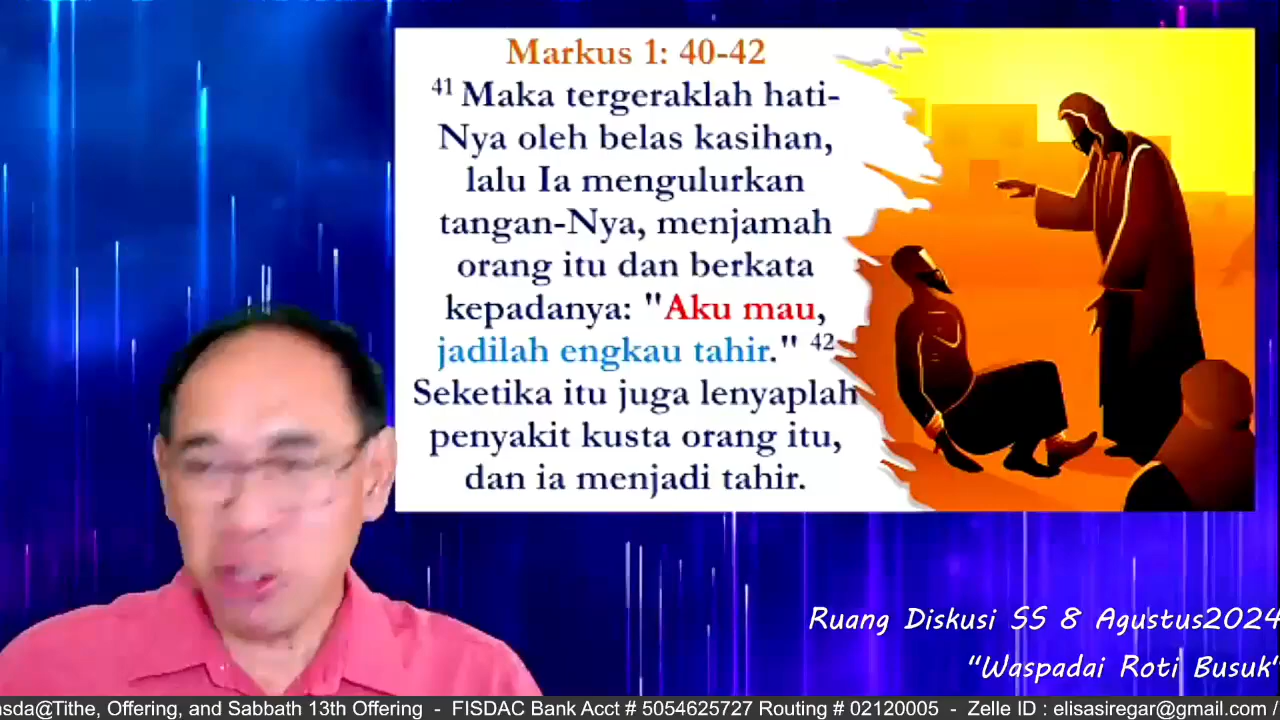 Markus 1: 40-42
41 Maka tergeraklah hati-
Nya oleh belas kasihan,
lalu Ia mengulurkan
tangan-Nya, menjamah
orang itu dan berkata
kepadanya: "Aku mau,
jadilah engkau tahir." 42
Seketika itu juga lenyaplah
penyakit kusta orang itu,
dan ia menjadi tahir.
Ruang Diskusi SS 8 Agustus2024
"Waspadai Roti Busuk"
nsda@Tithe, Offering, and Sabbath 13th Offering - FISDAC Bank Acct # 5054625727 Routing # 02120005 - Zelle ID : elisasiregar@gmail.com /